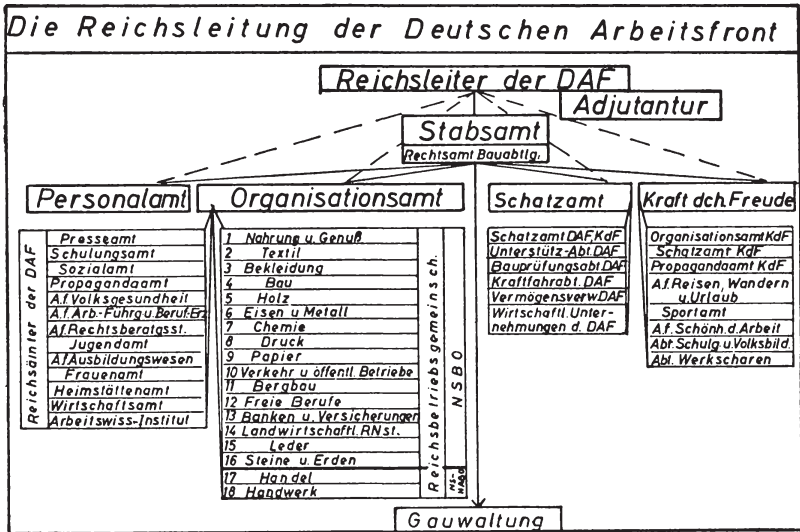 Die Reichsleitung der Deutschen Arbeitsfront
Reichsleiter der DAF
Adjutantur
Stabsamt
Rechtsamt Bauabtlg.
Personalamt
Organisationsamt
Schatzamt
Kraft dch. Freude
Reichsämter der DAF
Presseamt
Schulungsamt
Sozialamt
Propagandaamt
A.f.Volksgesundheit
A.f.Arb.-Führg u. Beruf.-Erz
A.f.Rechtsberatgsst.
Jugendamt
A.f.Ausbildungswesen
Frauenamt
Heimstättenamt
Wirtschaftsamt
Arbeitswiss-Institut
1 Nahrung u. Genuß
2 Textil
3 Bekleidung
4 Bau
5 Holz
6 Eisen u. Metall
7 Chemie
8 Druck
9 Papier
10 Verkehr u öffentl. Betriebe
11 Bergbau
12 Freie Berufe
13 Banken u. Versicherungen
14 Landwirtschaftl. RNst.
15 Leder
16 Steine u. Erden
17 Handel
18 Handwerk
Reichsbetriebsgemeinsch.
NSBO
NS-
HAGO
Schatzamt DAF, KdF
Unterstütz-Abt. DAF
Bauprüfungsabt DAF
Kraftfahrabt. DAF
Vermögensverw. DAF
Wirtschaftl. Unter-
nehmungen d. DAF
Organisationsamt KdF
Schatzamt KdF
Propagandaamt KdF
A.f.Reisen, Wandern
u. Urlaub
Sportamt
A.f. Schönh. d. Arbeit
Abt. Schulg u. Volksbild.
Abt. Werkscharen
Gauwaltung